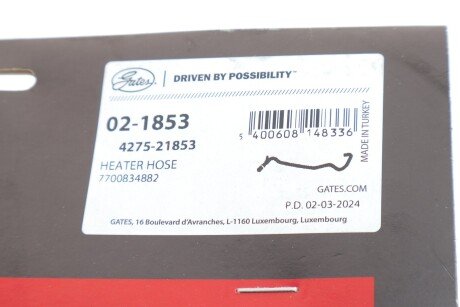 Gates
DRIVEN BY POSSIBILITY™
02-1853
4275-21853
HEATER HOSE
7700834882
5 400608 148336
MADE IN TURKEY
GATES.COM
P.D. 02-03-2024
GATES, 16 Boulevard d'Avranches, L-1160 Luxembourg, Luxembourg